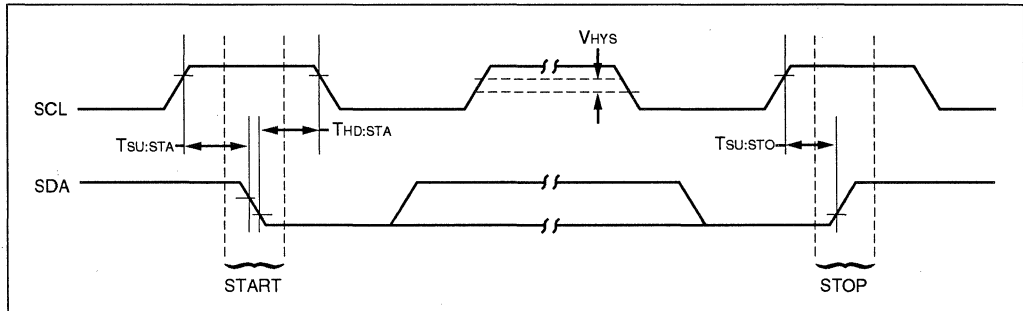 VHYS
SCL
TSU:STA
THD:STA
TSU:STO
SDA
START
STOP